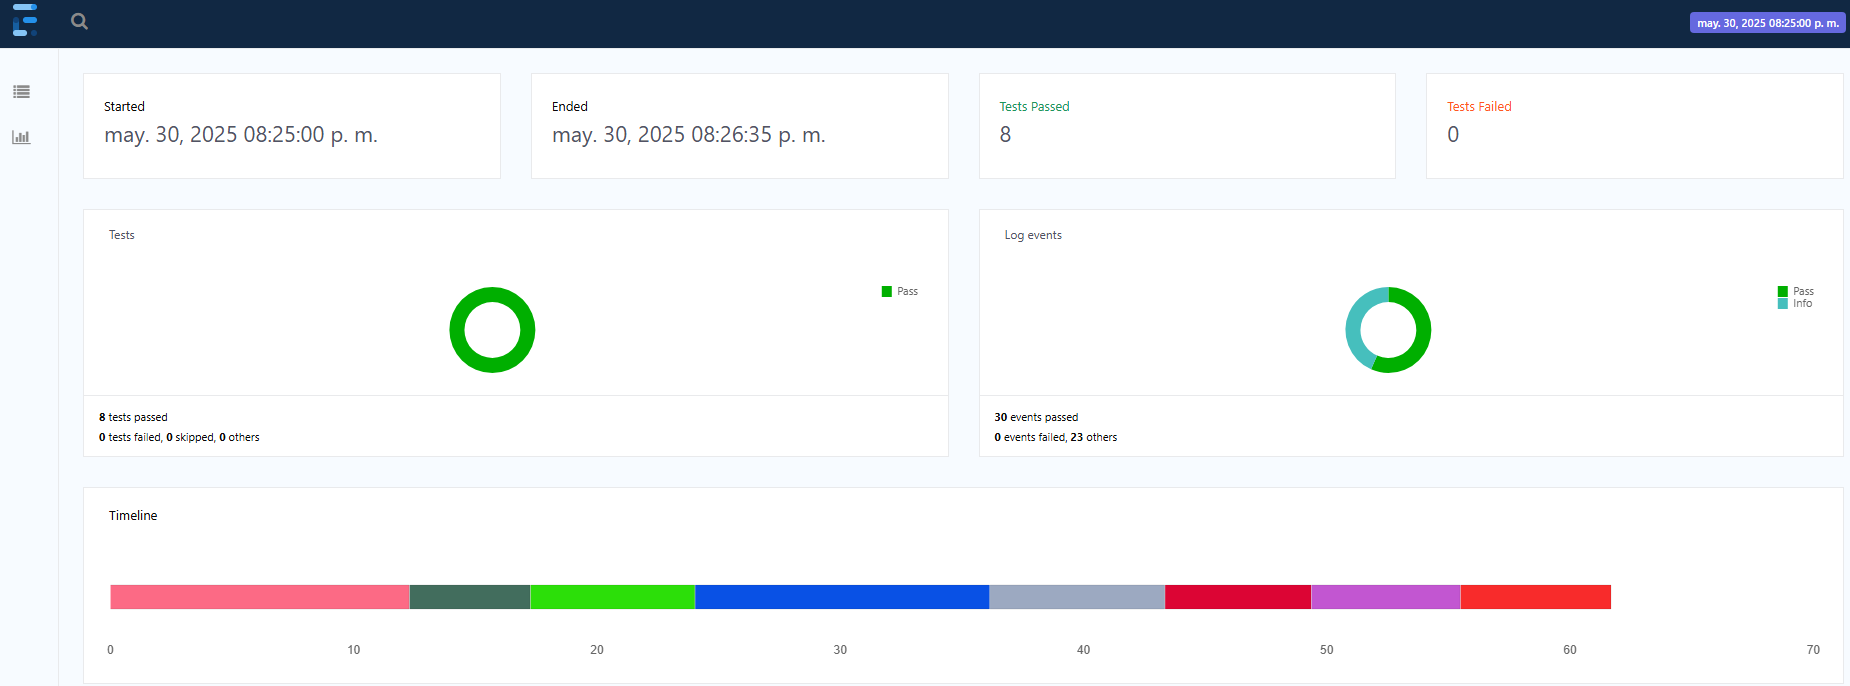 may. 30, 2025 08:25:00 p. m.
Started
may. 30, 2025 08:25:00 p. m.
Ended
may. 30, 2025 08:26:35 p. m.
Tests Passed
8
Tests Failed
0
Tests
Pass
8 tests passed
0 tests failed, 0 skipped, 0 others
Log events
Pass
Info
30 events passed
0 events failed, 23 others
Timeline
0 10 20 30 40 50 60 70